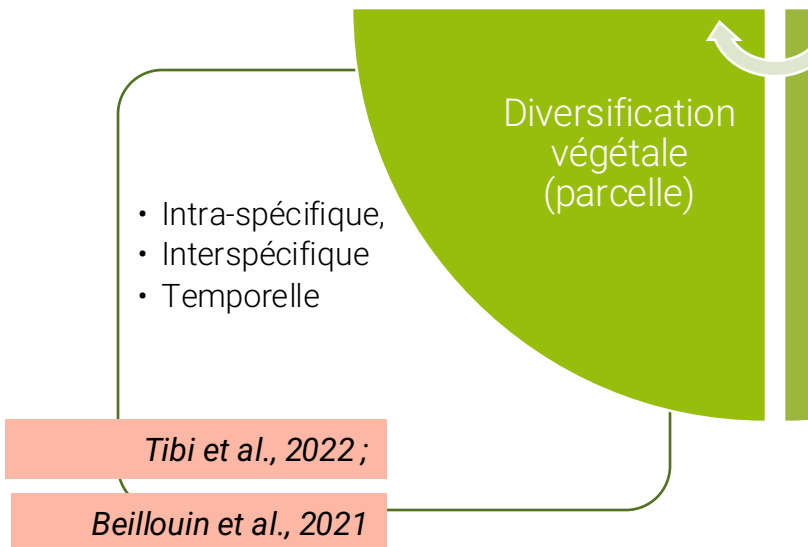 Diversification
végétale
(parcelle)
• Intra-spécifique,
• Interspécifique
• Temporelle
Tibi et al., 2022 ;
Beillouin et al., 2021